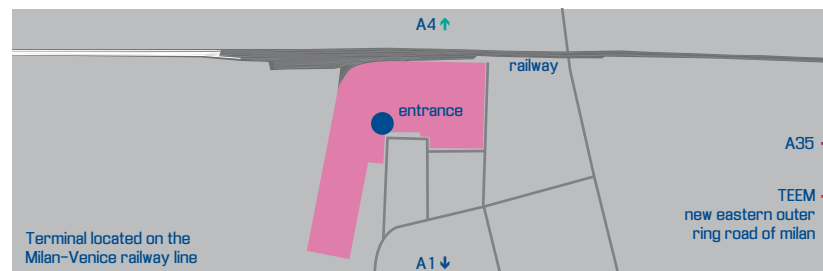 A4 ↑
railway
entrance
A35
TEEM
new eastern outer
ring road of milan
Terminal located on the
Milan-Venice railway line
A1 ↓